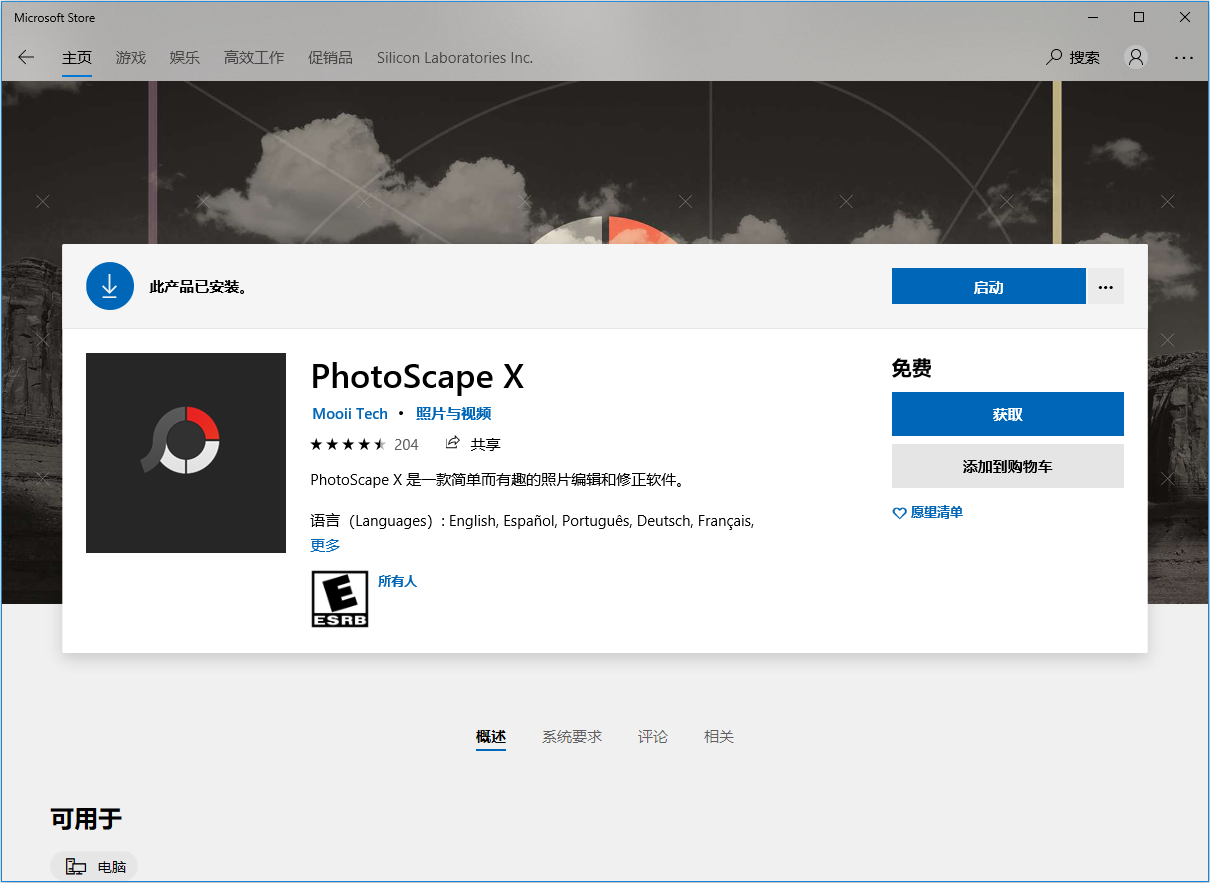 Microsoft Store
主页 游戏 娱乐 高效工作 促销品 Silicon Laboratories Inc. 搜索
此产品已安装。
启动
PhotoScape X
Mooii Tech • 照片与视频
204 共享
PhotoScape X 是一款简单而有趣的照片编辑和修正软件。
语言（Languages）: English, Español, Português, Deutsch, Français,
更多
E
ESRB
所有人
免费
获取
添加到购物车
愿望清单
概述 系统要求 评论 相关
可用于
电脑